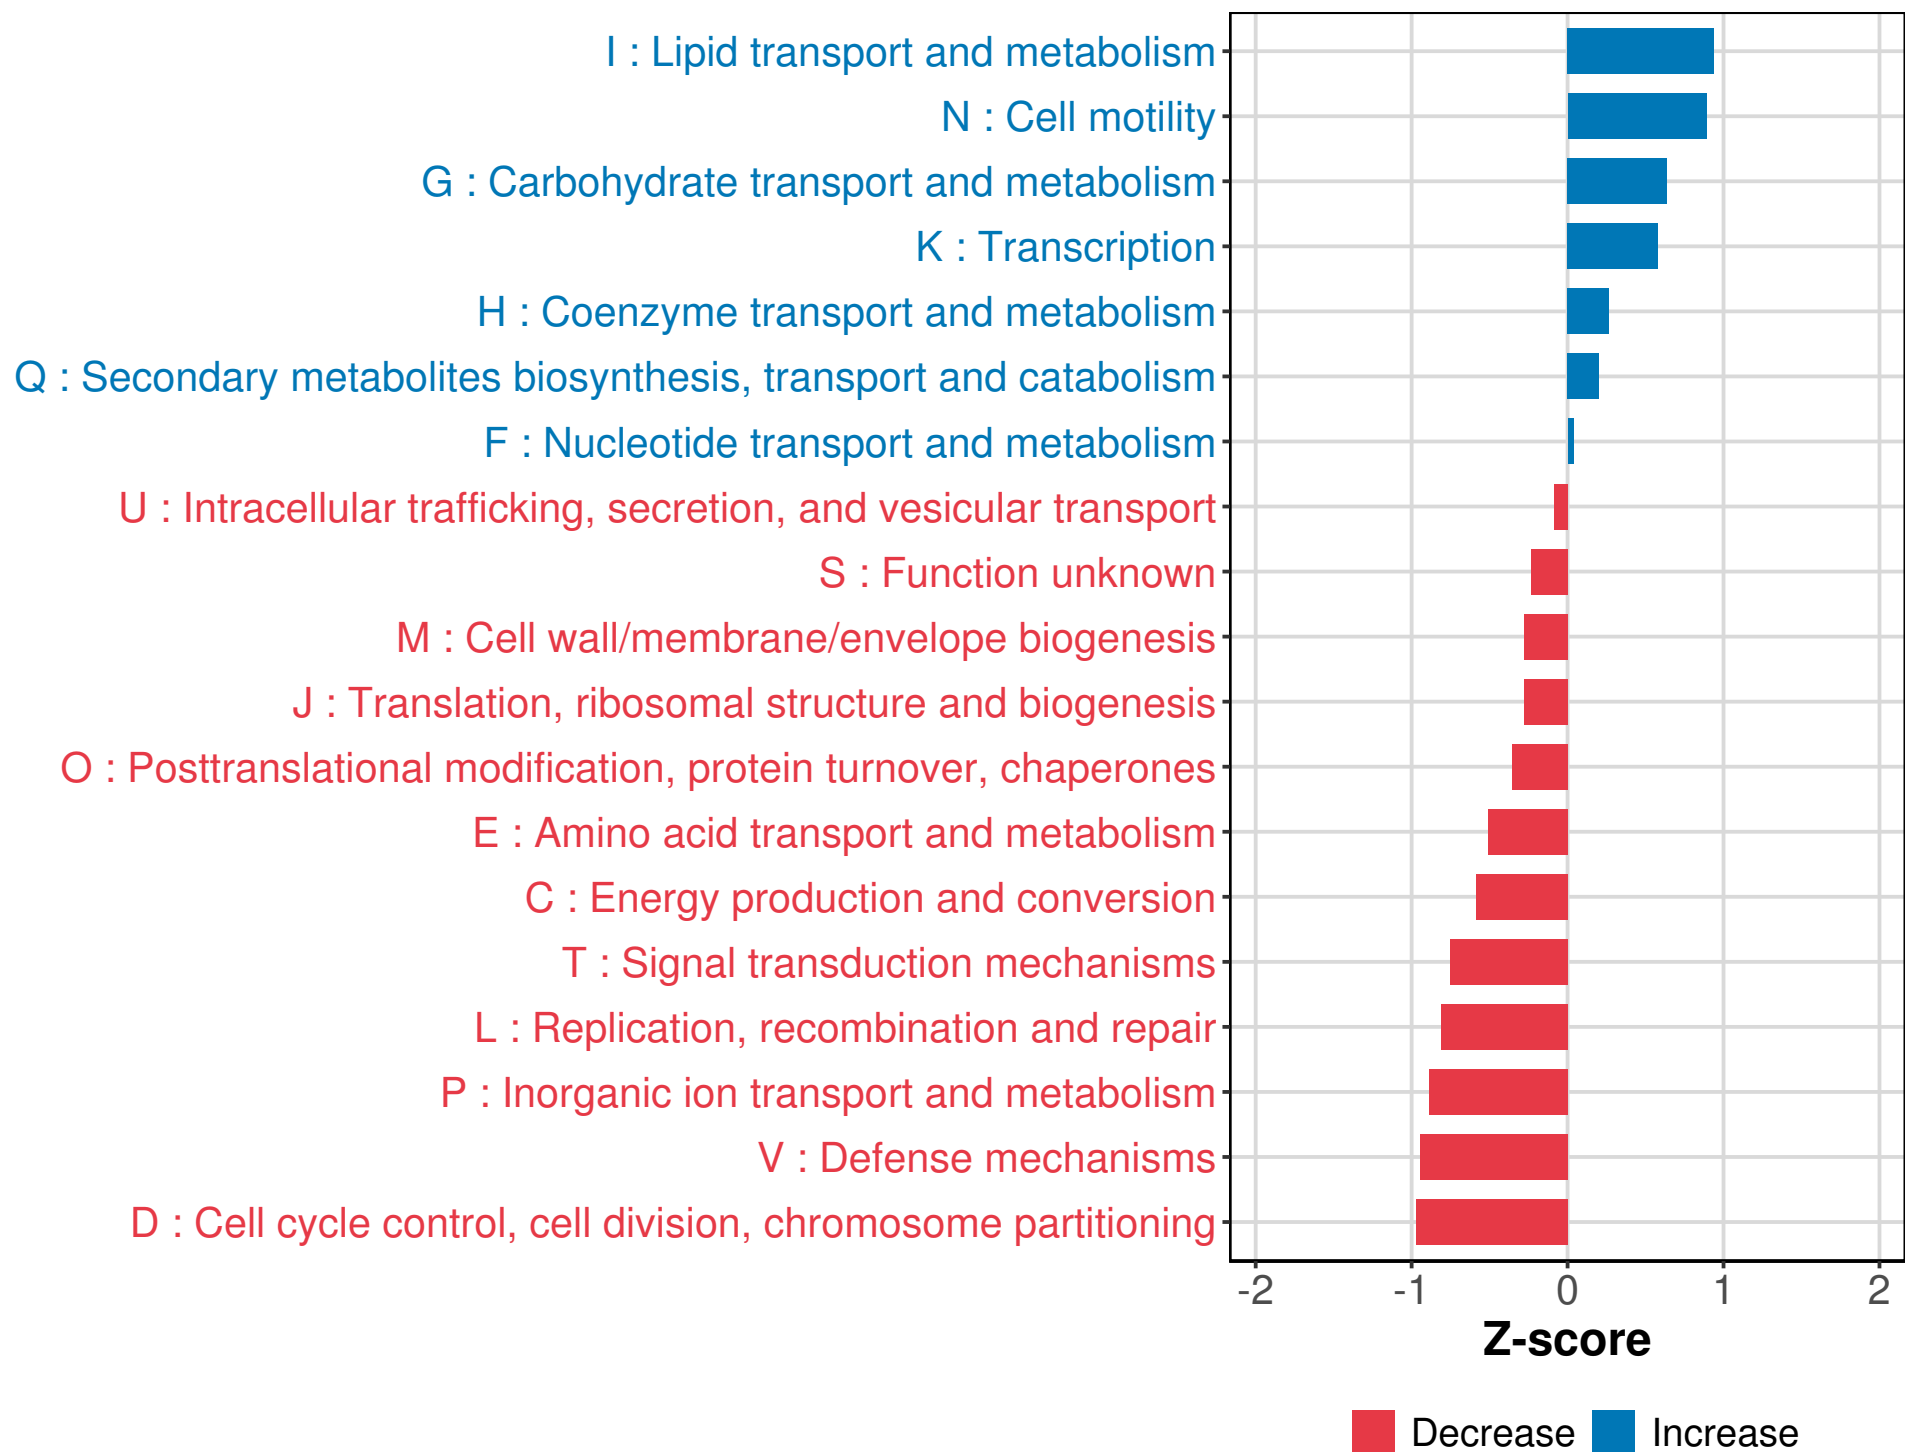 I : Lipid transport and metabolism
N : Cell motility
G : Carbohydrate transport and metabolism
K : Transcription
H : Coenzyme transport and metabolism
Q : Secondary metabolites biosynthesis, transport and catabolism
F : Nucleotide transport and metabolism
U : Intracellular trafficking, secretion, and vesicular transport
S : Function unknown
M : Cell wall/membrane/envelope biogenesis
J : Translation, ribosomal structure and biogenesis
O : Posttranslational modification, protein turnover, chaperones
E : Amino acid transport and metabolism
C : Energy production and conversion
T : Signal transduction mechanisms
L : Replication, recombination and repair
P : Inorganic ion transport and metabolism
V : Defense mechanisms
D : Cell cycle control, cell division, chromosome partitioning
-2 -1 0 1 2
Z-score
Decrease Increase